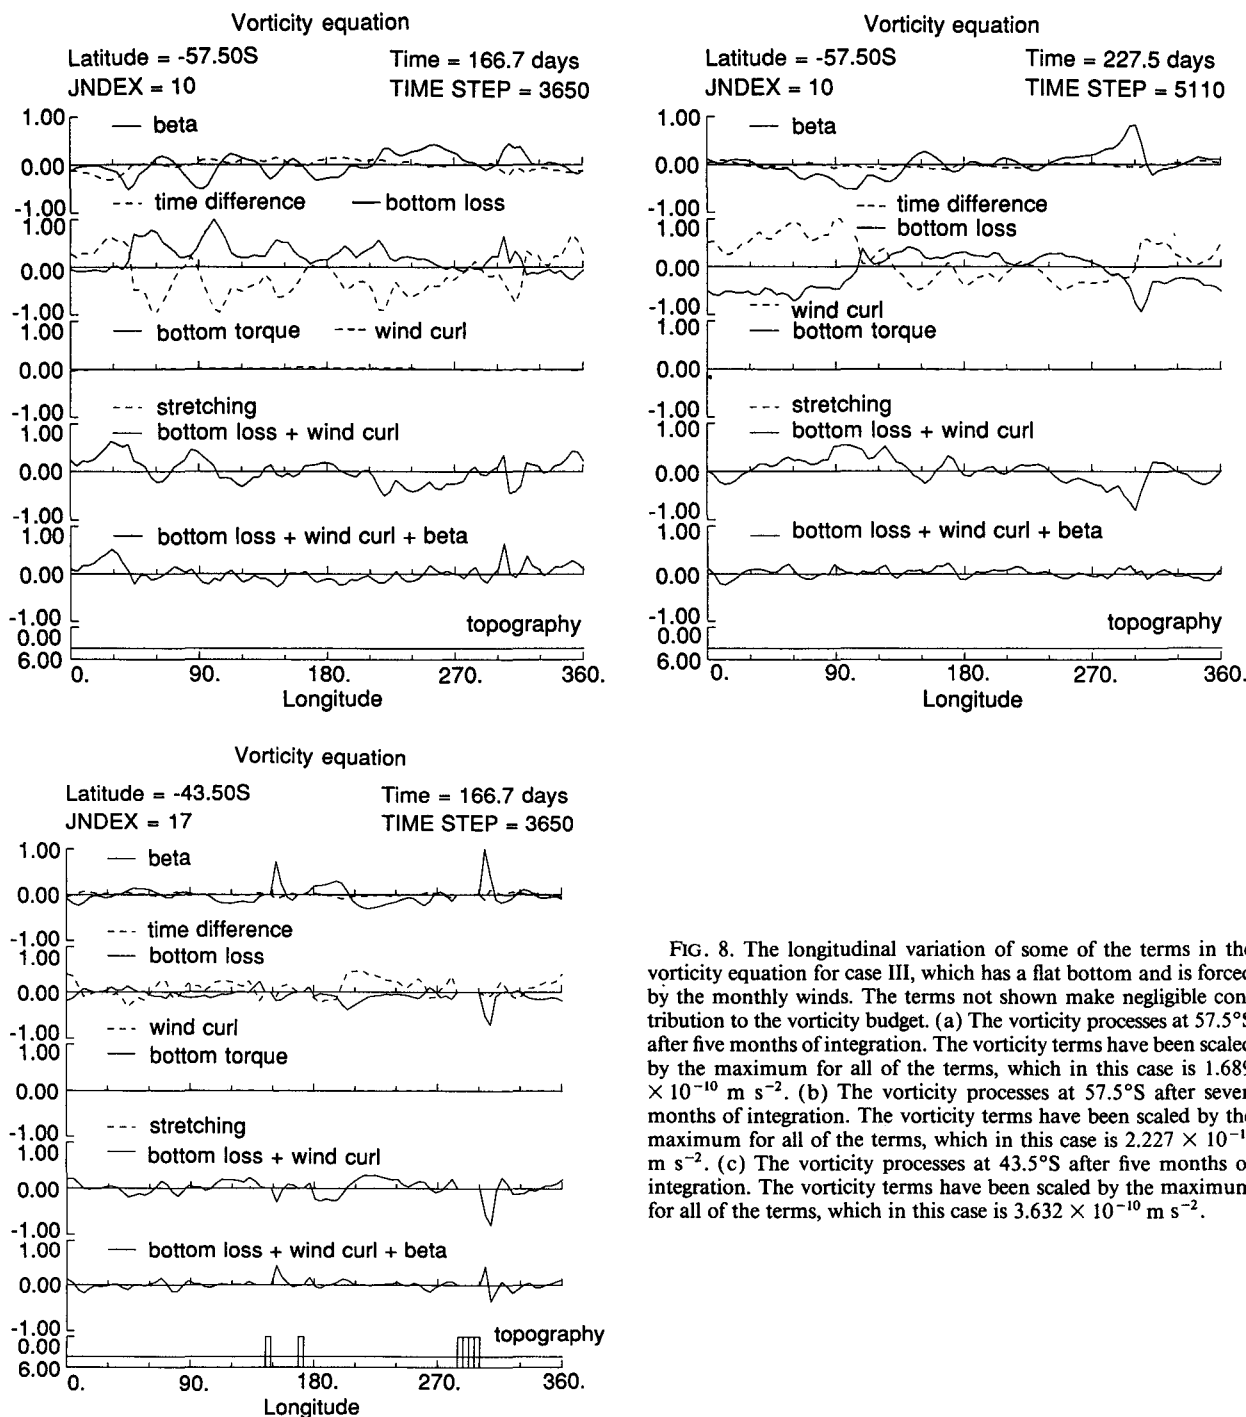 Vorticity equation
Latitude = -57.50S Time = 166.7 days
JNDEX = 10 TIME STEP = 3650
1.00
beta
0.00
-1.00
time difference bottom loss
1.00
0.00
-1.00
1.00
bottom torque wind curl
0.00
-1.00
stretching
1.00
bottom loss + wind curl
0.00
-1.00
1.00
bottom loss + wind curl + beta
0.00
-1.00
topography
0.00
6.00
0. 90. 180. 270. 360.
Longitude
Vorticity equation
Latitude = -57.50S Time = 227.5 days
JNDEX = 10 TIME STEP = 5110
1.00
beta
0.00
-1.00
time difference
1.00
bottom loss
0.00
-1.00
wind curl
1.00
bottom torque
0.00
-1.00
stretching
1.00
bottom loss + wind curl
0.00
-1.00
1.00
bottom loss + wind curl + beta
0.00
-1.00
topography
0.00
6.00
0. 90. 180. 270. 360.
Longitude
Vorticity equation
Latitude = -43.50S Time = 166.7 days
JNDEX = 17 TIME STEP = 3650
1.00
beta
0.00
-1.00
time difference
1.00
bottom loss
0.00
-1.00
wind curl
1.00
bottom torque
0.00
-1.00
stretching
1.00
bottom loss + wind curl
0.00
-1.00
1.00
bottom loss + wind curl + beta
0.00
-1.00
topography
0.00
6.00
0. 90. 180. 270. 360.
Longitude
FIG. 8. The longitudinal variation of some of the terms in the
vorticity equation for case III, which has a flat bottom and is forced
by the monthly winds. The terms not shown make negligible con-
tribution to the vorticity budget. (a) The vorticity processes at 57.5°S
after five months of integration. The vorticity terms have been scaled
by the maximum for all of the terms, which in this case is 1.689
× 10⁻¹⁰ m s⁻². (b) The vorticity processes at 57.5°S after seven
months of integration. The vorticity terms have been scaled by the
maximum for all of the terms, which in this case is 2.227 ×
m s⁻². (c) The vorticity processes at 43.5°S after five months of
integration. The vorticity terms have been scaled by the maximum
for all of the terms, which in this case is 3.632 × 10⁻¹⁰ m s⁻².